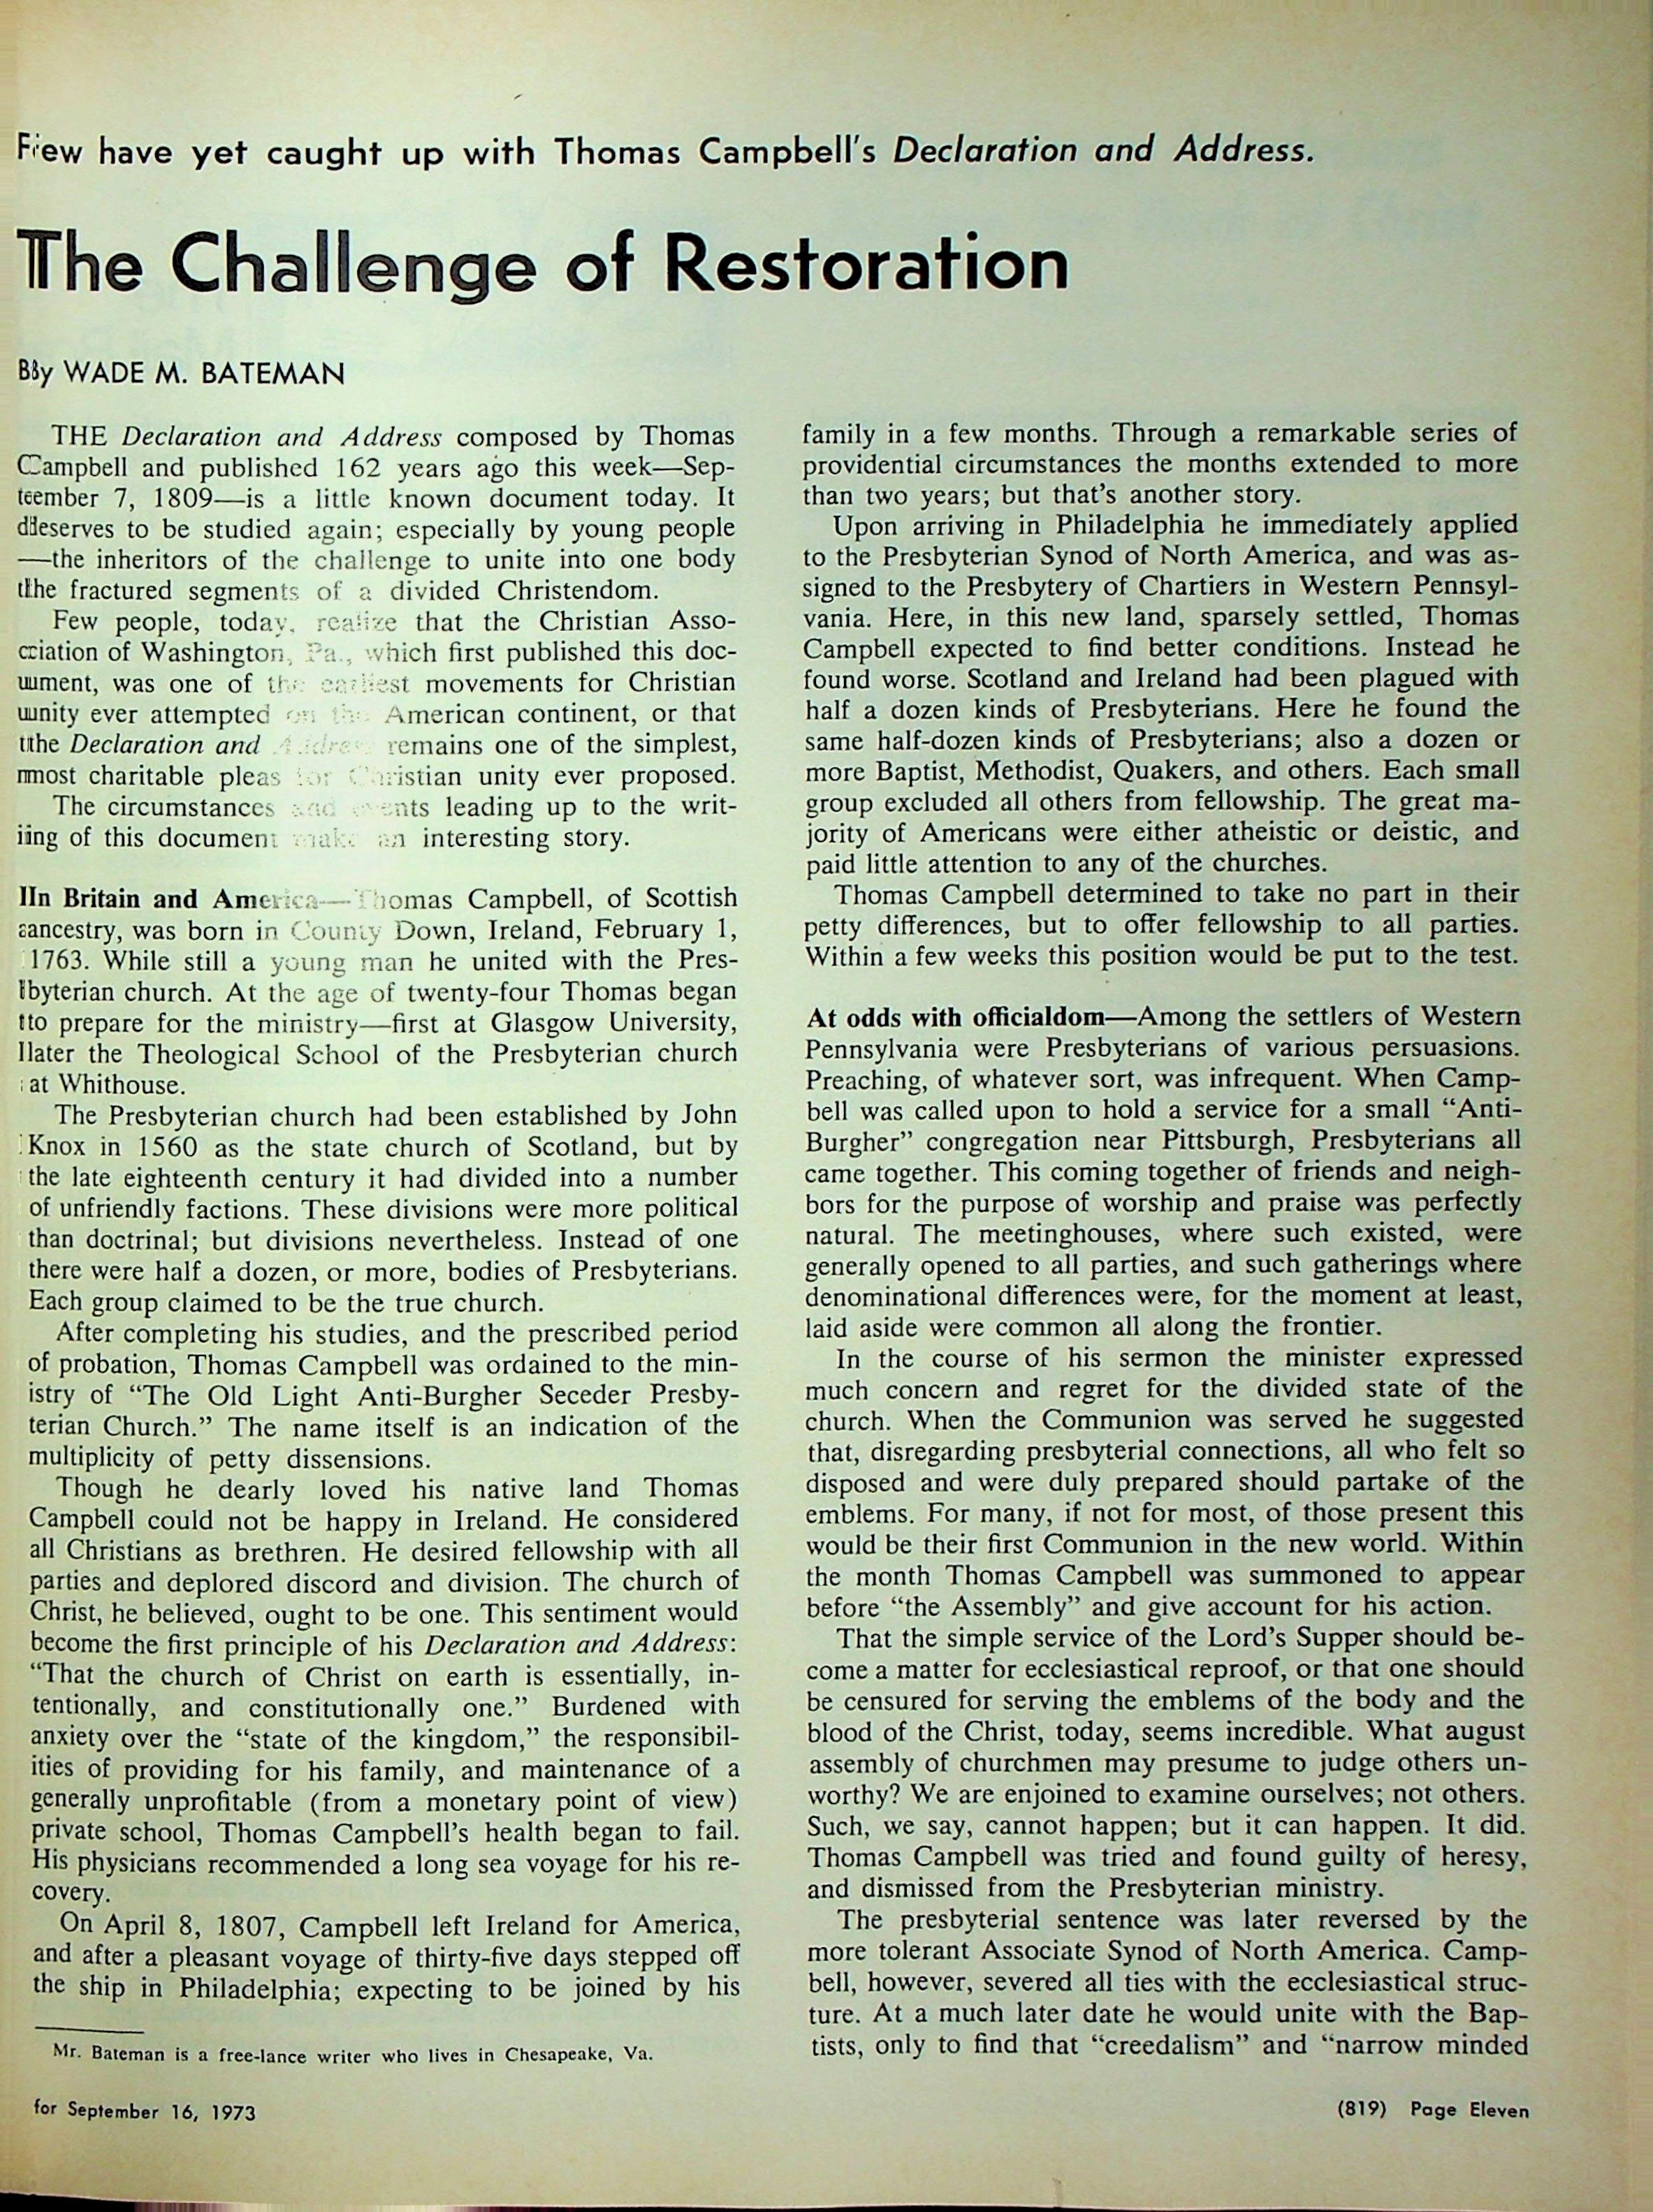 Few have yet caught up with Thomas Campbell's Declaration and Address.
The Challenge of Restoration
By WADE M. BATEMAN
THE Declaration and Address composed by Thomas
Campbell and published 162 years ago this week—Sep-
tember 7, 1809—is a little known document today. It
deserves to be studied again; especially by young people
—the inheritors of the challenge to unite into one body
the fractured segments of a divided Christendom.
Few people, today, realize that the Christian Asso-
ciation of Washington, Pa., which first published this doc-
ument, was one of the earliest movements for Christian
unity ever attempted on the American continent, or that
the Declaration and Address remains one of the simplest,
most charitable pleas for Christian unity ever proposed.
The circumstances and events leading up to the writ-
ing of this document make an interesting story.
In Britain and America—Thomas Campbell, of Scottish
ancestry, was born in County Down, Ireland, February 1,
1763. While still a young man he united with the Pres-
byterian church. At the age of twenty-four Thomas began
to prepare for the ministry—first at Glasgow University,
later the Theological School of the Presbyterian church
at Whithouse.
The Presbyterian church had been established by John
Knox in 1560 as the state church of Scotland, but by
the late eighteenth century it had divided into a number
of unfriendly factions. These divisions were more political
than doctrinal; but divisions nevertheless. Instead of one
there were half a dozen, or more, bodies of Presbyterians.
Each group claimed to be the true church.
After completing his studies, and the prescribed period
of probation, Thomas Campbell was ordained to the min-
istry of “The Old Light Anti-Burgher Seceder Presby-
terian Church.” The name itself is an indication of the
multiplicity of petty dissensions.
Though he dearly loved his native land Thomas
Campbell could not be happy in Ireland. He considered
all Christians as brethren. He desired fellowship with all
parties and deplored discord and division. The church of
Christ, he believed, ought to be one. This sentiment would
become the first principle of his Declaration and Address:
“That the church of Christ on earth is essentially, in-
tentionally, and constitutionally one.” Burdened with
anxiety over the “state of the kingdom,” the responsibil-
ities of providing for his family, and maintenance of a
generally unprofitable (from a monetary point of view)
private school, Thomas Campbell's health began to fail.
His physicians recommended a long sea voyage for his re-
covery.
On April 8, 1807, Campbell left Ireland for America,
and after a pleasant voyage of thirty-five days stepped off
the ship in Philadelphia; expecting to be joined by his
Mr. Bateman is a free-lance writer who lives in Chesapeake, Va.
family in a few months. Through a remarkable series of
providential circumstances the months extended to more
than two years; but that's another story.
Upon arriving in Philadelphia he immediately applied
to the Presbyterian Synod of North America, and was as-
signed to the Presbytery of Chartiers in Western Pennsyl-
vania. Here, in this new land, sparsely settled, Thomas
Campbell expected to find better conditions. Instead he
found worse. Scotland and Ireland had been plagued with
half a dozen kinds of Presbyterians. Here he found the
same half-dozen kinds of Presbyterians; also a dozen or
more Baptist, Methodist, Quakers, and others. Each small
group excluded all others from fellowship. The great ma-
jority of Americans were either atheistic or deistic, and
paid little attention to any of the churches.
Thomas Campbell determined to take no part in their
petty differences, but to offer fellowship to all parties.
Within a few weeks this position would be put to the test.
At odds with officialdom—Among the settlers of Western
Pennsylvania were Presbyterians of various persuasions.
Preaching, of whatever sort, was infrequent. When Camp-
bell was called upon to hold a service for a small “Anti-
Burgher” congregation near Pittsburgh, Presbyterians all
came together. This coming together of friends and neigh-
bors for the purpose of worship and praise was perfectly
natural. The meetinghouses, where such existed, were
generally opened to all parties, and such gatherings where
denominational differences were, for the moment at least,
laid aside were common all along the frontier.
In the course of his sermon the minister expressed
much concern and regret for the divided state of the
church. When the Communion was served he suggested
that, disregarding presbyterial connections, all who felt so
disposed and were duly prepared should partake of the
emblems. For many, if not for most, of those present this
would be their first Communion in the new world. Within
the month Thomas Campbell was summoned to appear
before “the Assembly” and give account for his action.
That the simple service of the Lord's Supper should be-
come a matter for ecclesiastical reproof, or that one should
be censured for serving the emblems of the body and the
blood of the Christ, today, seems incredible. What august
assembly of churchmen may presume to judge others un-
worthy? We are enjoined to examine ourselves; not others.
Such, we say, cannot happen; but it can happen. It did.
Thomas Campbell was tried and found guilty of heresy,
and dismissed from the Presbyterian ministry.
The presbyterial sentence was later reversed by the
more tolerant Associate Synod of North America. Camp-
bell, however, severed all ties with the ecclesiastical struc-
ture. At a much later date he would unite with the Bap-
tists, only to find that “creedalism” and “narrow minded
for September 16, 1973
(819) Page Eleven